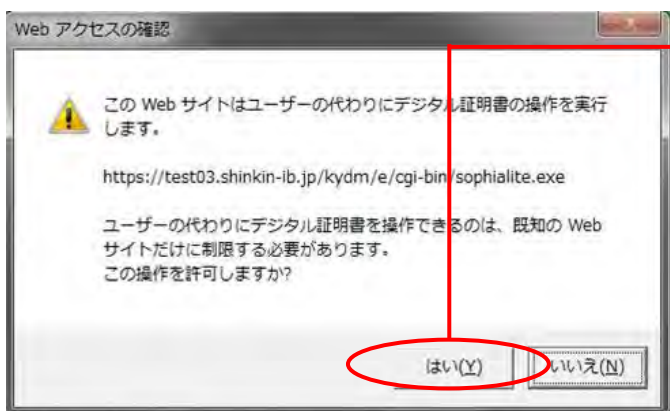 Web アクセスの確認
この Web サイトはユーザーの代わりにデジタル証明書の操作を実行
します。
https://test03.shinkin-ib.jp/kydm/e/cgi-bin/sophialite.exe
ユーザーの代わりにデジタル証明書を操作できるのは、既知の Web
サイトだけに制限する必要があります。
この操作を許可しますか?
はい(Y) いいえ(N)